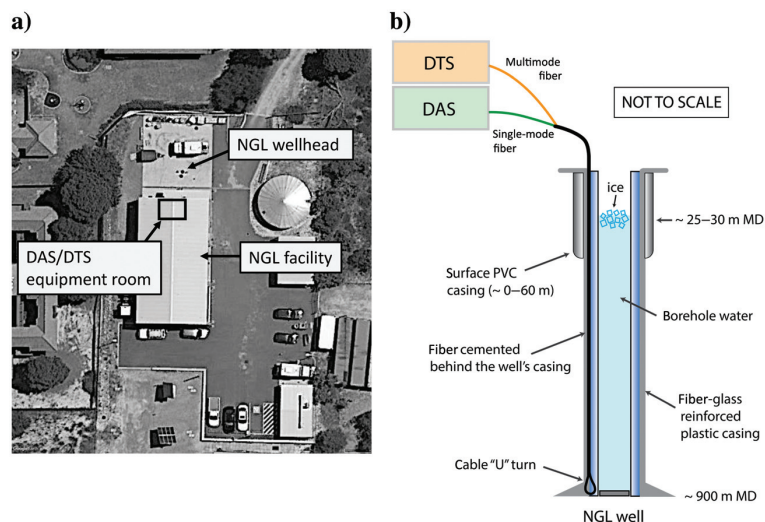 a)
NGL wellhead
DAS/DTS
equipment room
NGL facility
b)
DTS
DAS
Multimode
fiber
Single-mode
fiber
NOT TO SCALE
ice
~ 25–30 m MD
Surface PVC
casing (~ 0–60 m)
Borehole water
Fiber cemented
behind the well's casing
Fiber-glass
reinforced
plastic casing
Cable "U" turn
~ 900 m MD
NGL well